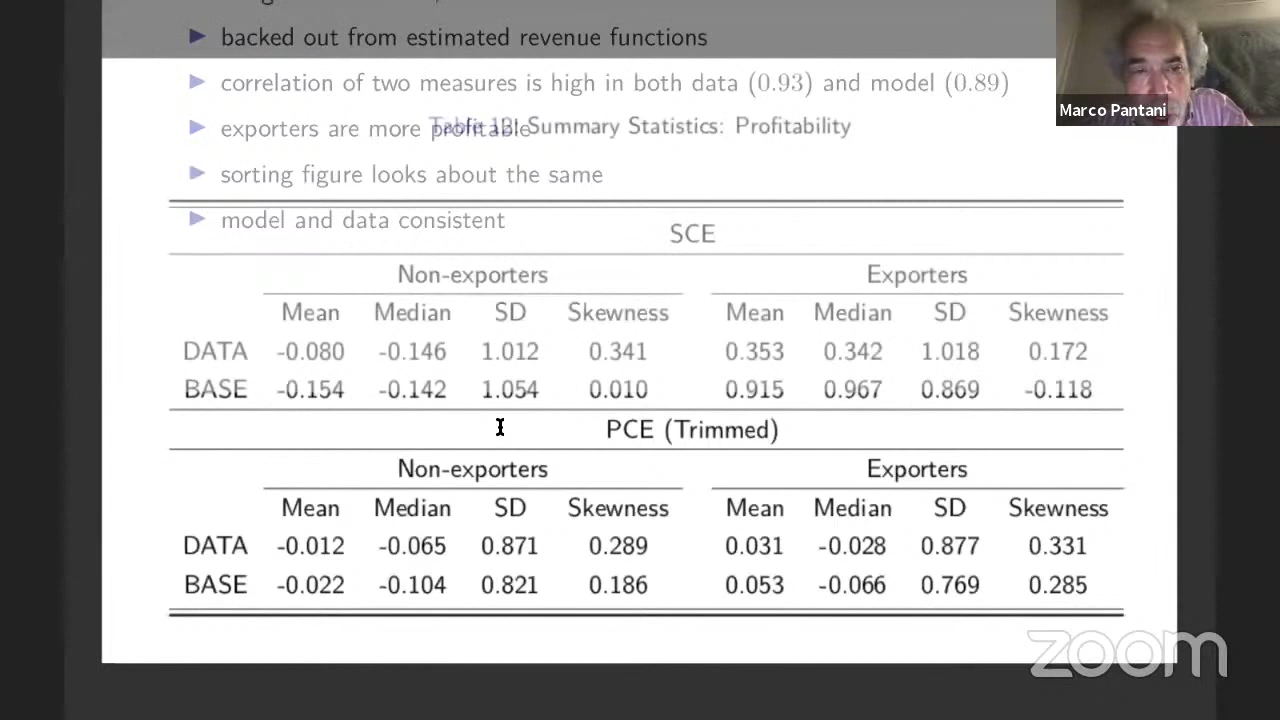 backed out from estimated revenue functions
correlation of two measures is high in both data (0.93) and model (0.89)
exporters are more profitable
Summary Statistics: Profitability
sorting figure looks about the same
model and data consistent
SCE
Non-exporters Exporters
Mean Median SD Skewness Mean Median SD Skewness
DATA -0.080 -0.146 1.012 0.341 0.353 0.342 1.018 0.172
BASE -0.154 -0.142 1.054 0.010 0.915 0.967 0.869 -0.118
PCE (Trimmed)
Non-exporters Exporters
Mean Median SD Skewness Mean Median SD Skewness
DATA -0.012 -0.065 0.871 0.289 0.031 -0.028 0.877 0.331
BASE -0.022 -0.104 0.821 0.186 0.053 -0.066 0.769 0.285
Marco Pantani
zoom